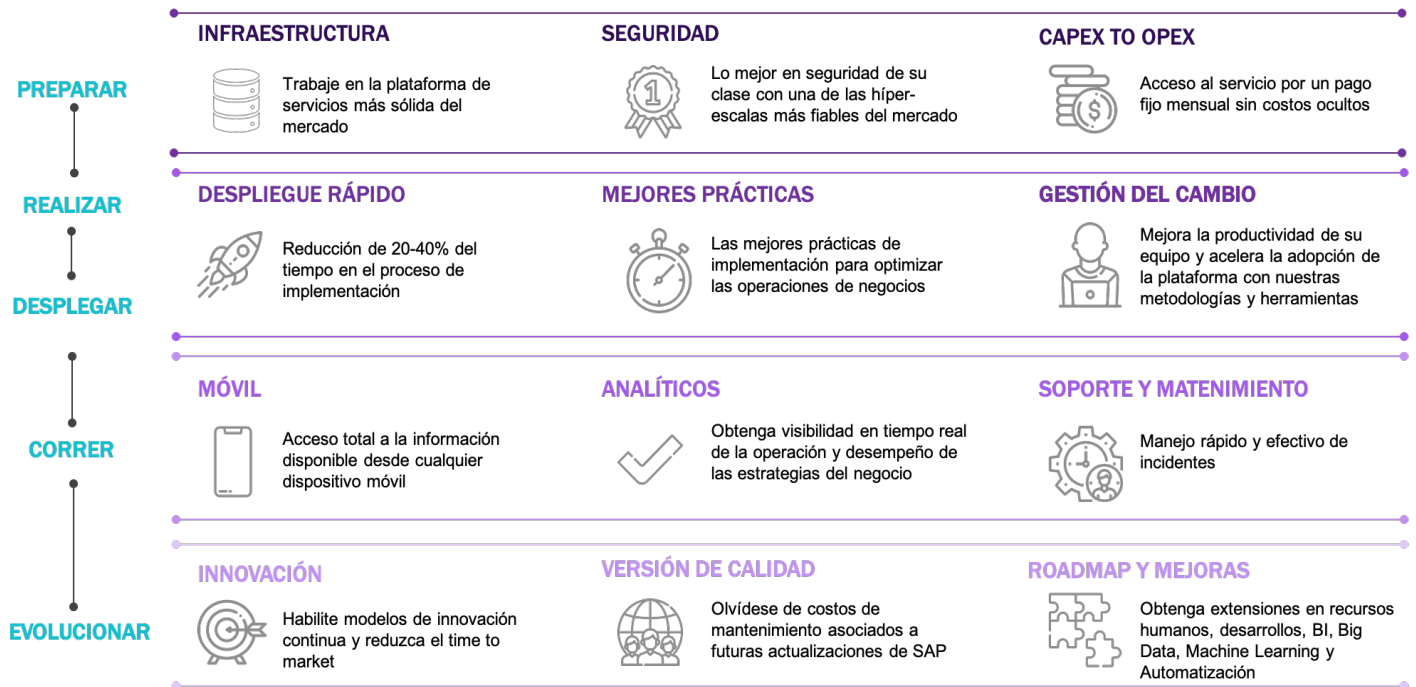 PREPARAR
INFRAESTRUCTURA
Trabaje en la plataforma de
servicios más sólida del
mercado
SEGURIDAD
1
Lo mejor en seguridad de su
clase con una de las híper-
escalas más fiables del mercado
CAPEX TO OPEX
$
Acceso al servicio por un pago
fijo mensual sin costos ocultos
REALIZAR
DESPLEGAR
DESPLIEGUE RÁPIDO
Reducción de 20-40% del
tiempo en el proceso de
implementación
MEJORES PRÁCTICAS
Las mejores prácticas de
implementación para optimizar
las operaciones de negocios
GESTIÓN DEL CAMBIO
Mejora la productividad de su
equipo y acelera la adopción de
la plataforma con nuestras
metodologías y herramientas
CORRER
MÓVIL
Acceso total a la información
disponible desde cualquier
dispositivo móvil
ANALÍTICOS
Obtenga visibilidad en tiempo real
de la operación y desempeño de
las estrategias del negocio
SOPORTE Y MATENIMIENTO
Manejo rápido y efectivo de
incidentes
EVOLUCIONAR
INNOVACIÓN
Habilite modelos de innovación
continua y reduzca el time to
market
VERSIÓN DE CALIDAD
Olvídese de costos de
mantenimiento asociados a
futuras actualizaciones de SAP
ROADMAP Y MEJORAS
Obtenga extensiones en recursos
humanos, desarrollos, BI, Big
Data, Machine Learning y
Automatización